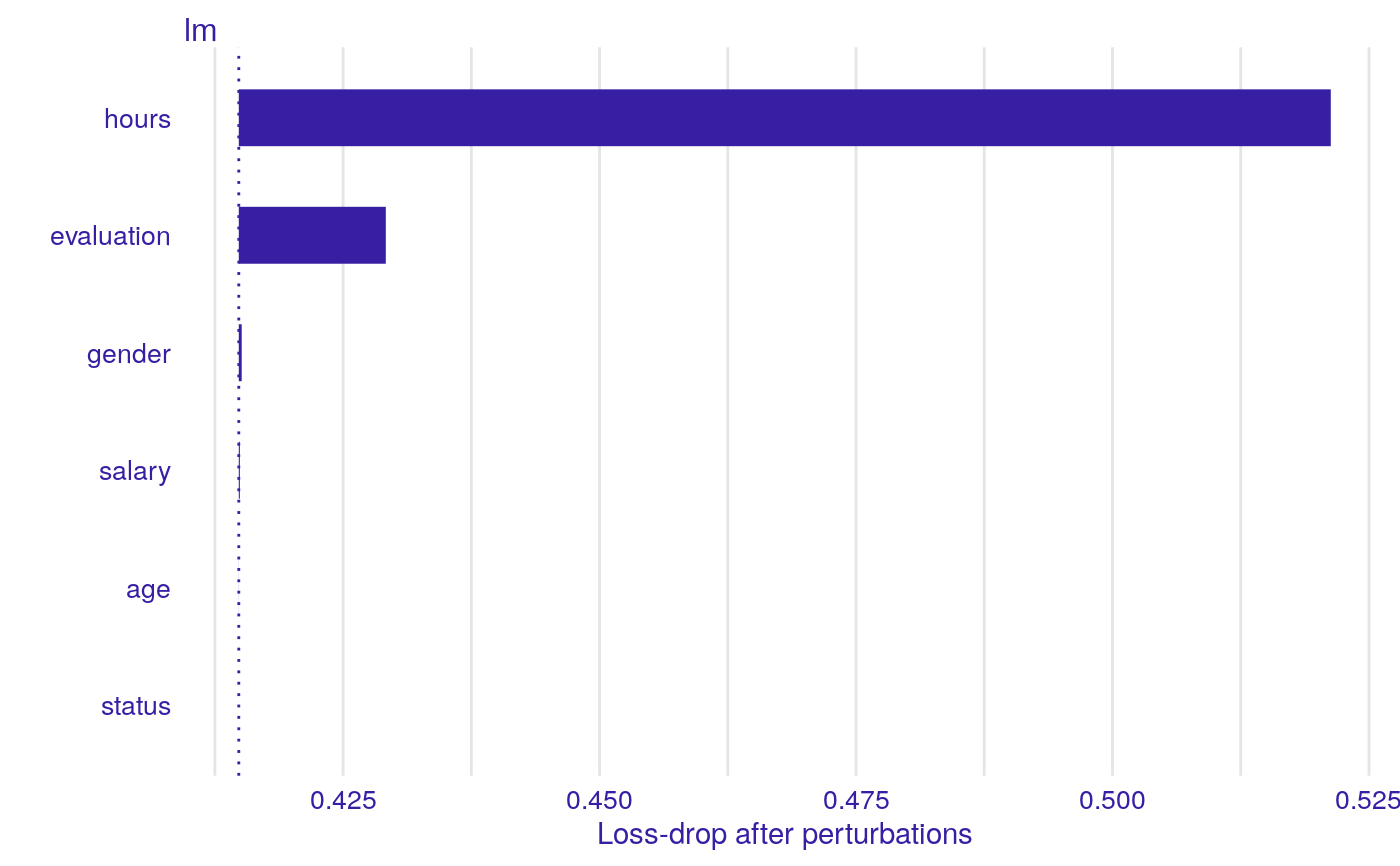 lm
hours
evaluation
gender
salary
age
status
0.425 0.450 0.475 0.500 0.525
Loss-drop after perturbations